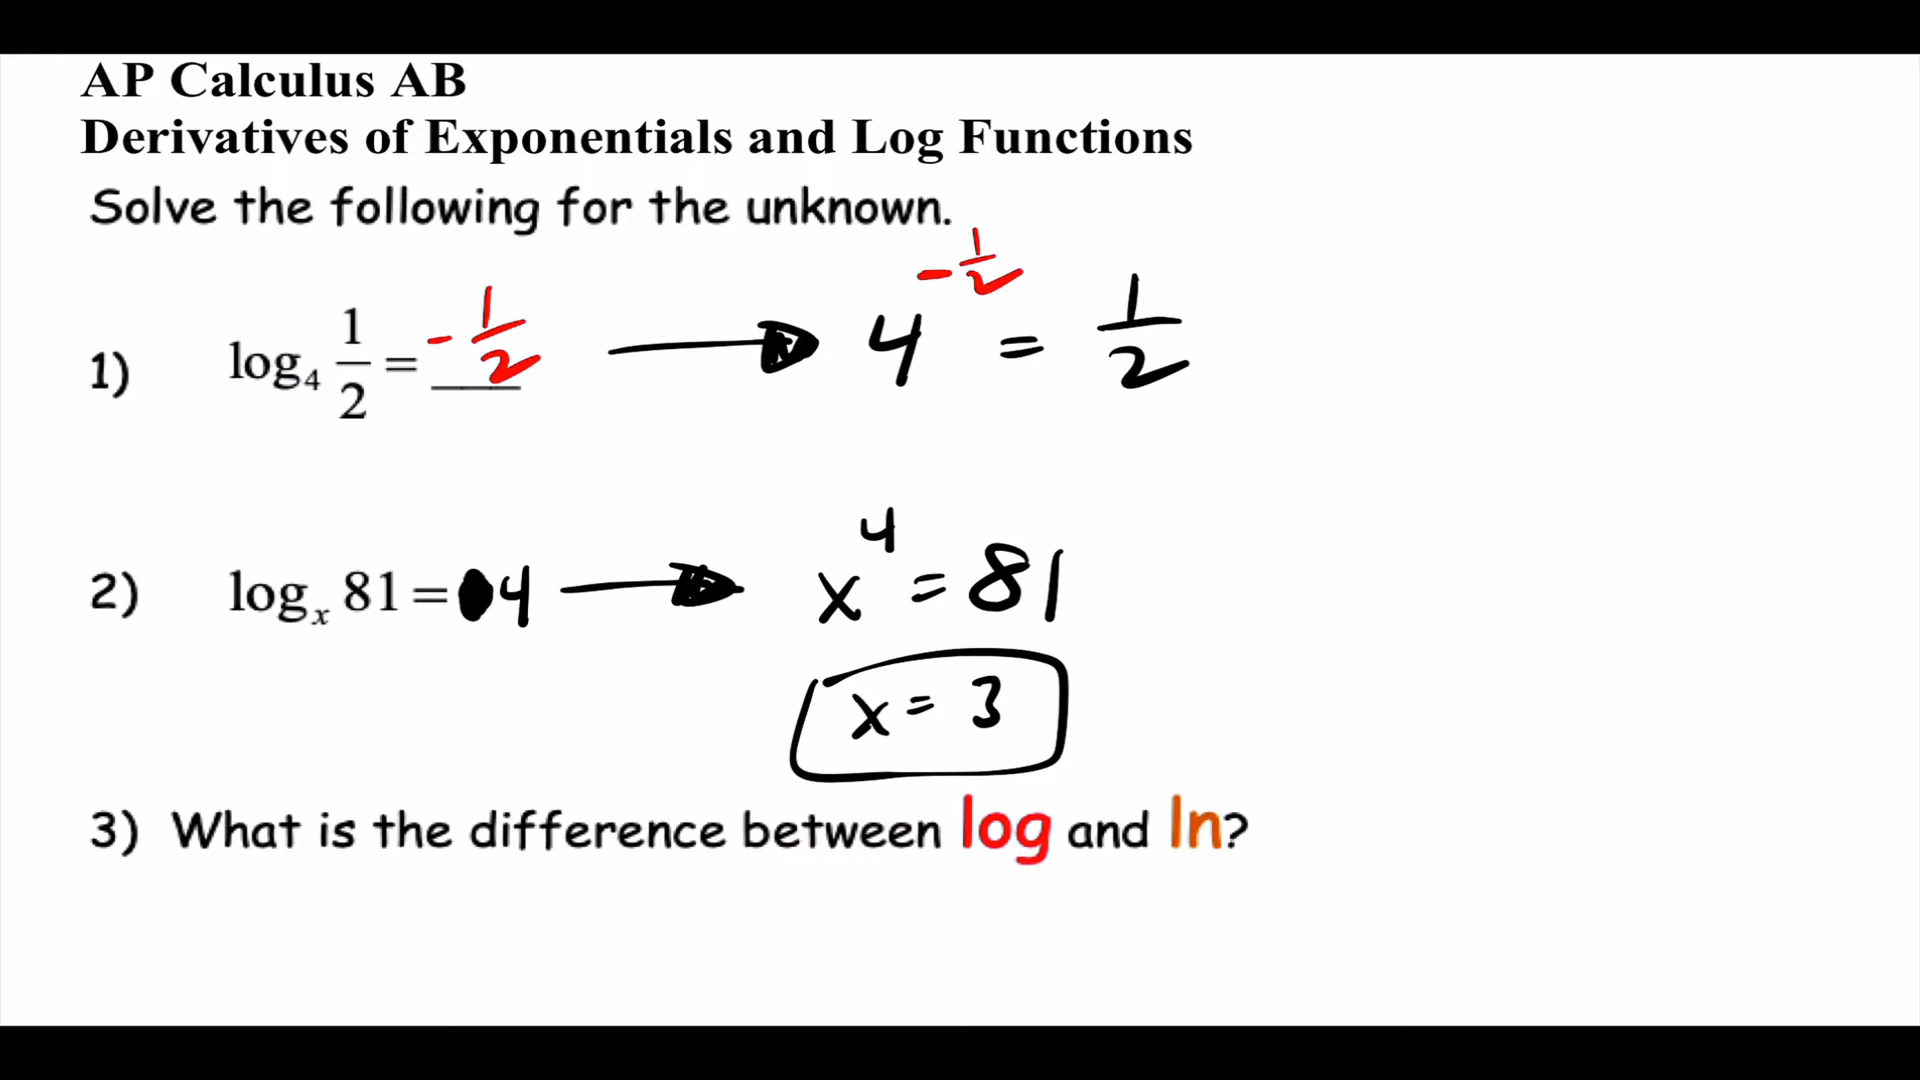 AP Calculus AB
Derivatives of Exponentials and Log Functions
Solve the following for the unknown.
1) log₄ 1/2 = -1/2 → 4^(-1/2) = 1/2
2) logₓ 81 = 4 → x⁴ = 81
x = 3
3) What is the difference between log and ln?